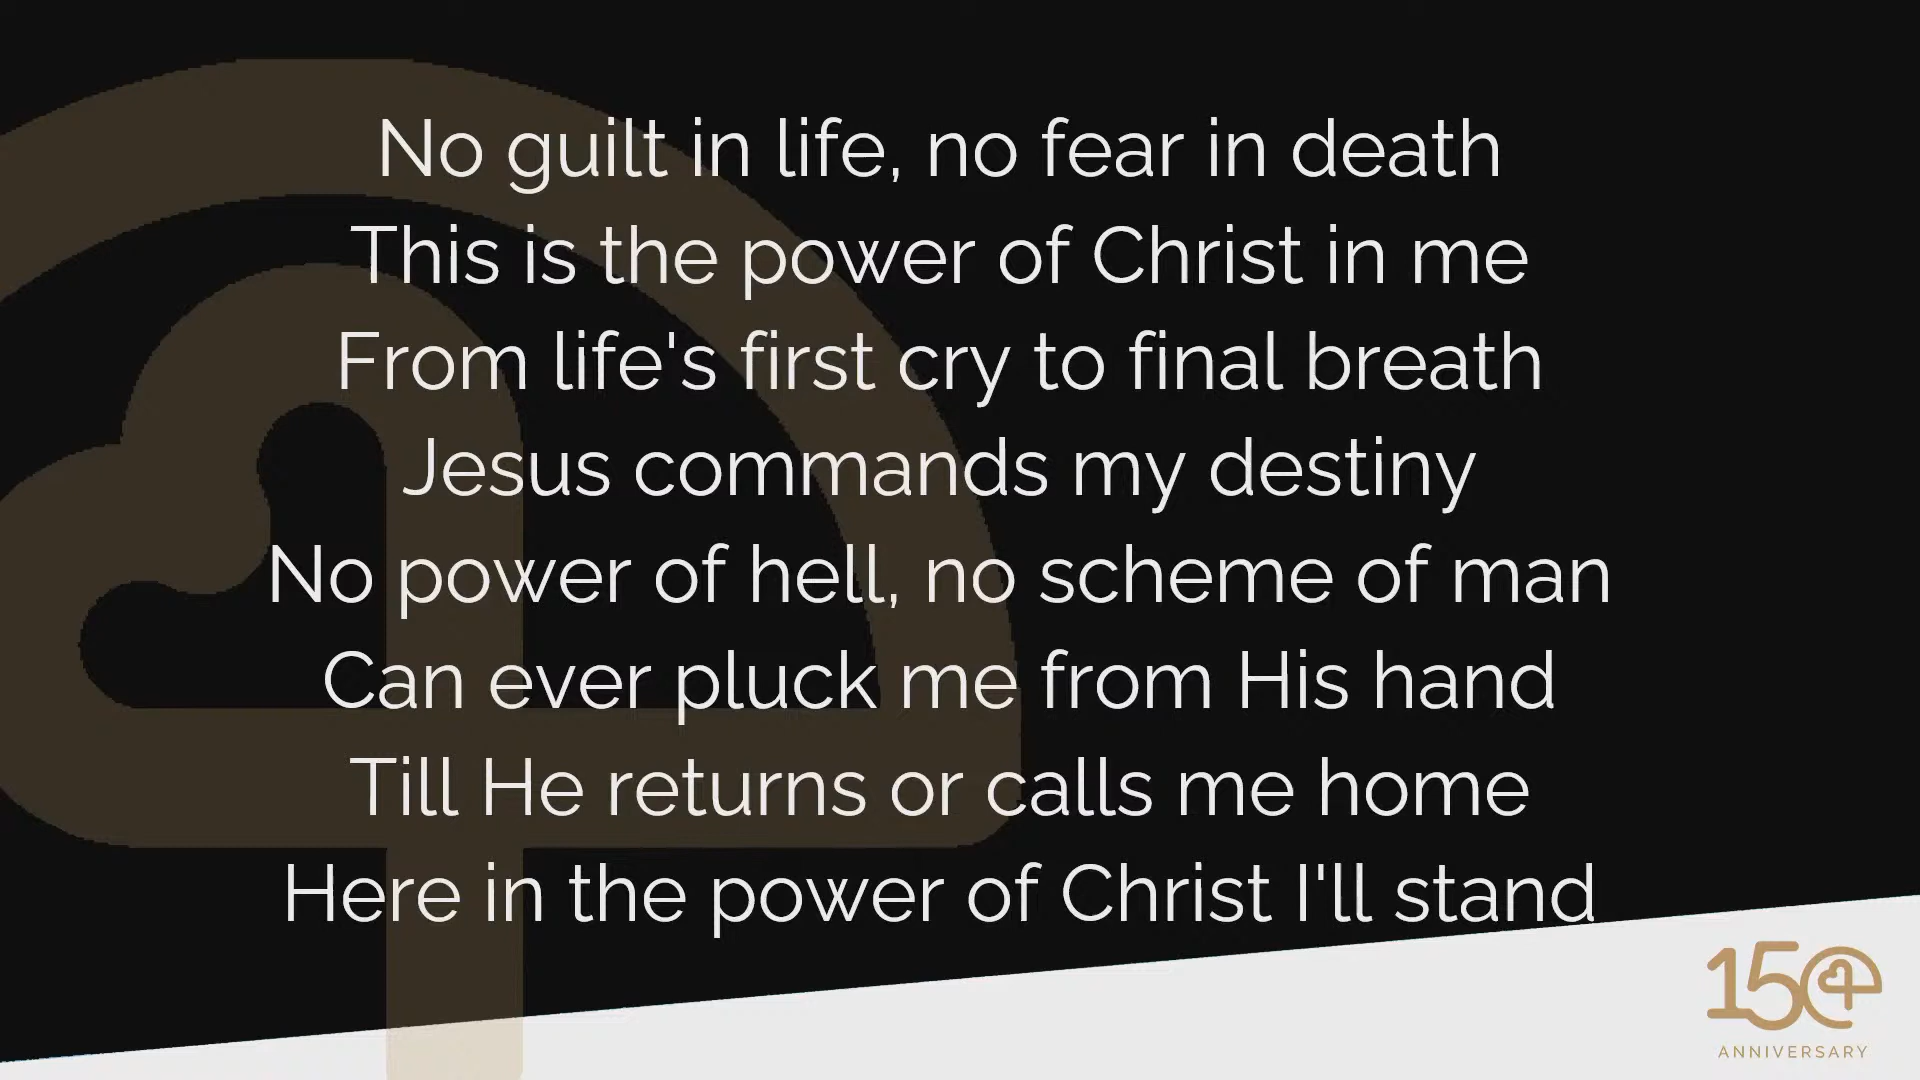 No guilt in life, no fear in death
This is the power of Christ in me
From life's first cry to final breath
Jesus commands my destiny
No power of hell, no scheme of man
Can ever pluck me from His hand
Till He returns or calls me home
Here in the power of Christ I'll stand
150
ANNIVERSARY